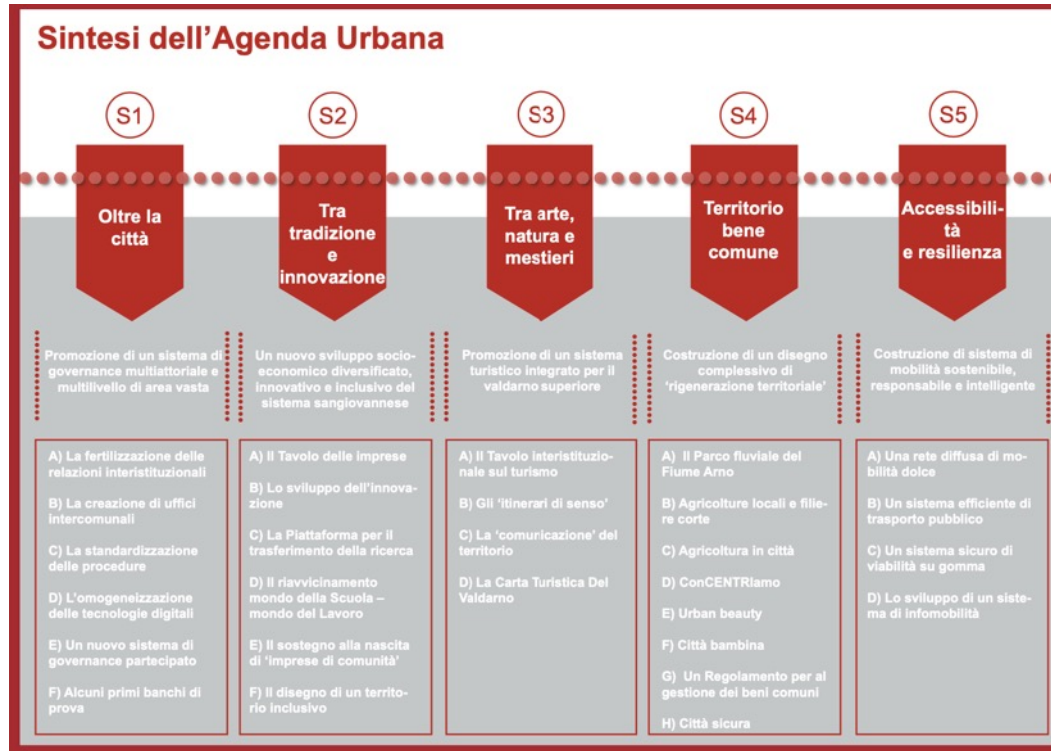 Sintesi dell’Agenda Urbana
S1
Oltre la
città
Promozione di un sistema di
governance multiattoriale e
multilivello di area vasta
A) La fertilizzazione delle
relazioni interistituzionali
B) La creazione di uffici
intercomunali
C) La standardizzazione
delle procedure
D) L’omogeneizzazione
delle tecnologie digitali
E) Un nuovo sistema di
governance partecipato
F) Alcuni primi banchi di
prova
S2
Tra
tradizione
e
innovazione
Un nuovo sviluppo socio-
economico diversificato,
innovativo e inclusivo del
sistema sangiovannese
A) Il Tavolo delle imprese
B) Lo sviluppo dell’innova-
zione
C) La Piattaforma per il
trasferimento della ricerca
D) Il riavvicinamento
mondo della Scuola –
mondo del Lavoro
E) Il sostegno alla nascita
di ‘imprese di comunità’
F) Il disegno di un territo-
rio inclusivo
S3
Tra arte,
natura e
mestieri
Promozione di un sistema
turistico integrato per il
valdarno superiore
A) Il Tavolo interistituzio-
nale sul turismo
B) Gli ‘itinerari di senso’
C) La ‘comunicazione’ del
territorio
D) La Carta Turistica Del
Valdarno
S4
Territorio
bene
comune
Costruzione di un disegno
complessivo di
‘rigenerazione territoriale’
A) Il Parco fluviale del
Fiume Arno
B) Agricolture locali e filie-
re corte
C) Agricoltura in città
D) ConCENTRIamo
E) Urban beauty
F) Città bambina
G) Un Regolamento per al
gestione dei beni comuni
H) Città sicura
S5
Accessibili-
tà
e resilienza
Costruzione di sistema di
mobilità sostenibile,
responsabile e intelligente
A) Una rete diffusa di mo-
bilità dolce
B) Un sistema efficiente di
trasporto pubblico
C) Un sistema sicuro di
viabilità su gomma
D) Lo sviluppo di un siste-
ma di infomobilità